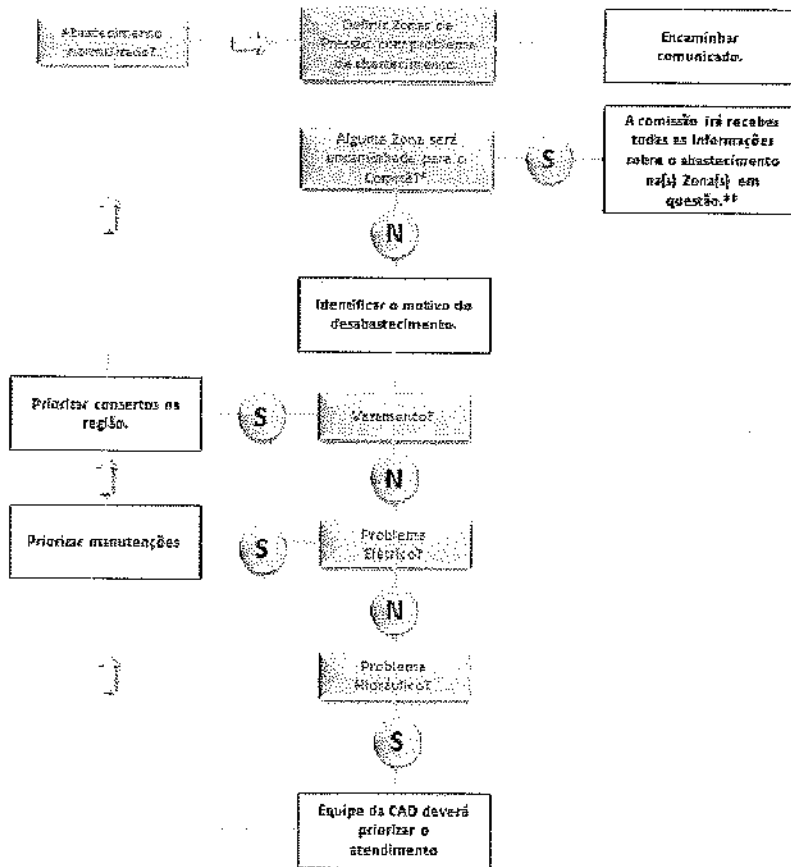 Abastecimento
normalizado?
Definir Zonas de
Pressão com problema
de abastecimento
Encaminhar
comunicado.
Alguma Zona será
encaminhada para o
Comitê?*
S
A comissão irá receber
todas as informações
sobre o abastecimento
na(s) Zona(s) em
questão.**
N
Identificar o motivo do
desabastecimento.
Priorizar consertos na
região.
S
Vazamento?
N
Priorizar manutenções
S
Problema
Elétrico?
N
Problema
Hidráulico?
S
Equipe da CAD deverá
priorizar o
atendimento